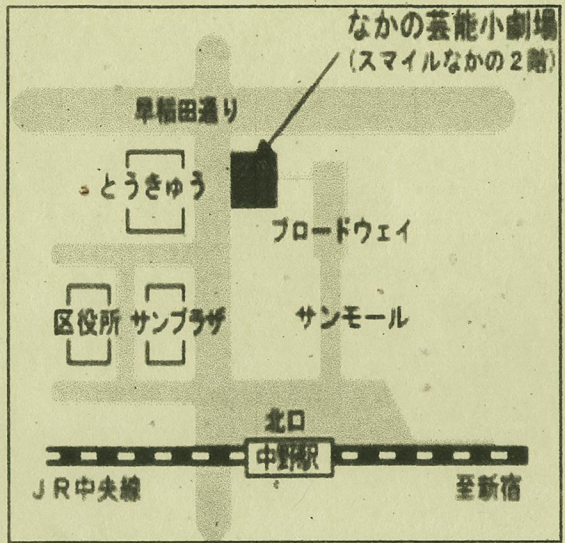 なかの芸能小劇場
(スマイルなかの2階)
早稲田通り
とうきゅう
ブロードウェイ
区役所
サンプラザ
サンモール
北口
中野駅
JR中央線
至新宿